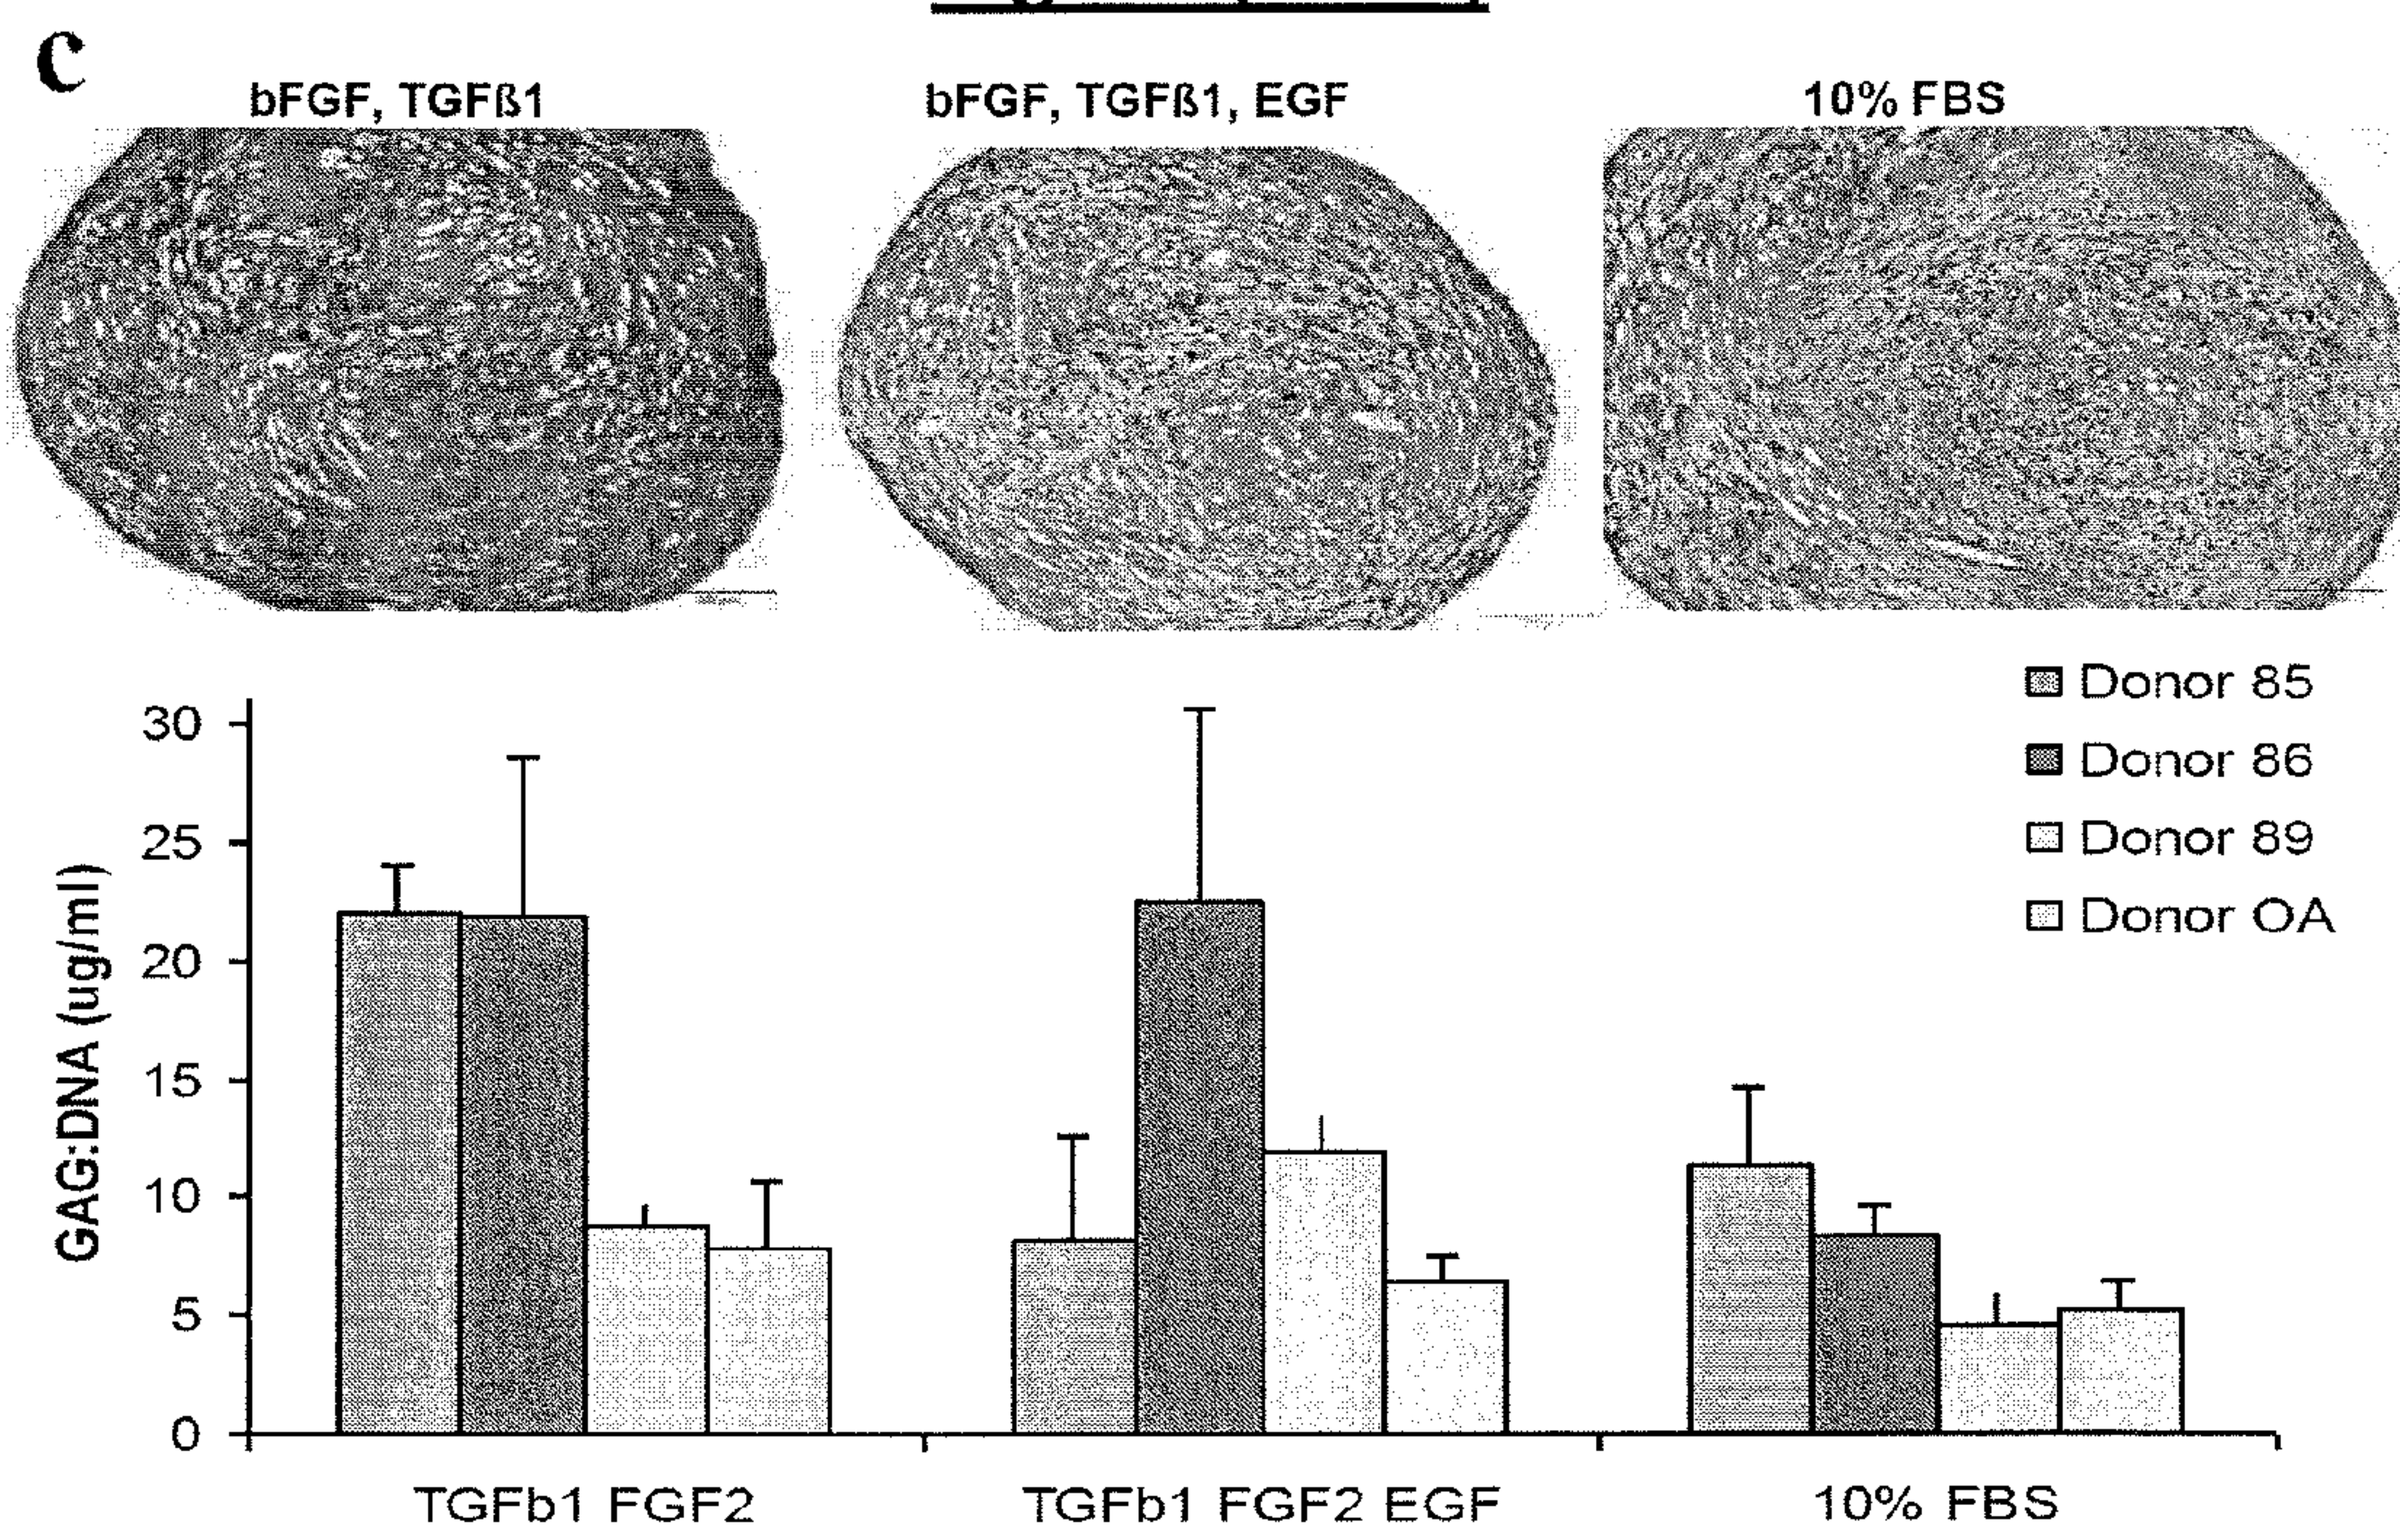 c
bFGF, TGFß1
bFGF, TGFß1, EGF
10% FBS
Donor 85
Donor 86
Donor 89
Donor OA
GAG:DNA (ug/ml)
30
25
20
15
10
5
0
TGFb1 FGF2
TGFb1 FGF2 EGF
10% FBS